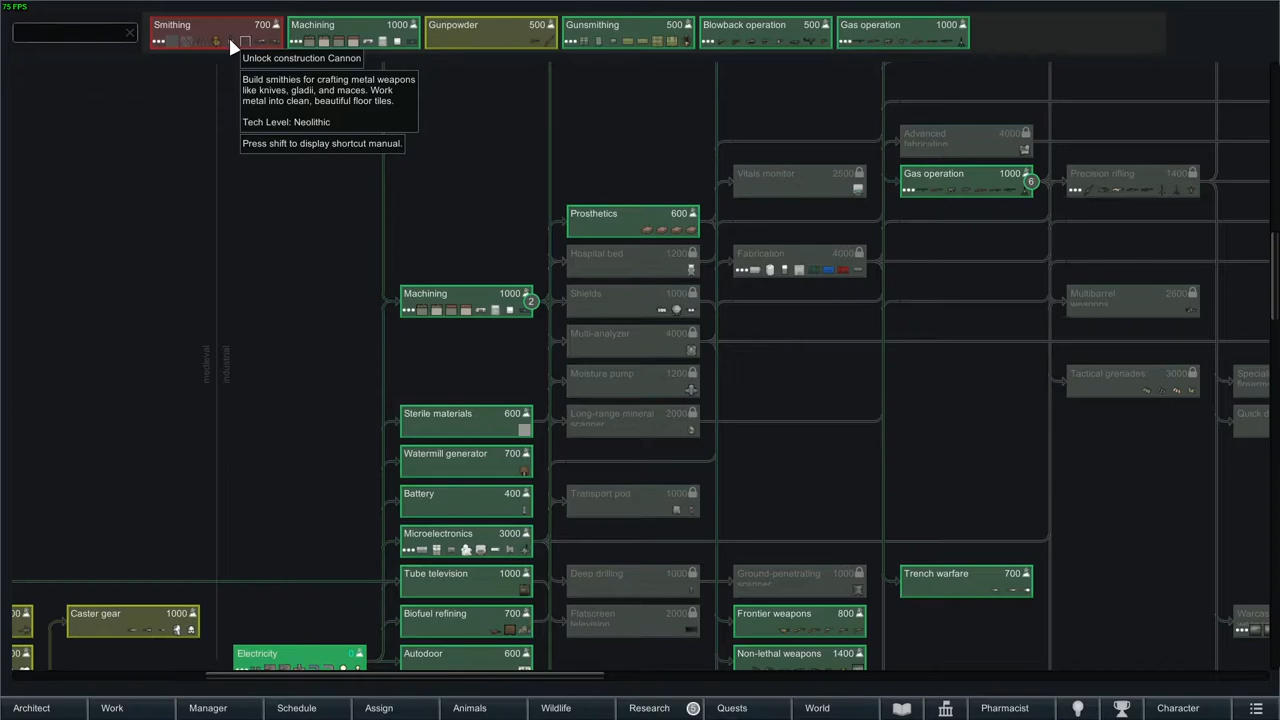 75 FPS
Smithing 700
Machining 1000
Gunpowder 500
Gunsmithing 500
Blowback operation 500
Gas operation 1000
Unlock construction Cannon
Build smithies for crafting metal weapons
like knives, gladii, and maces. Work
metal into clean, beautiful floor tiles.
Tech Level: Neolithic
Press shift to display shortcut manual.
Advanced 4000
fabrication
Vitals monitor 2500
Gas operation 1000
6
Precision rifling 1400
Prosthetics 600
Hospital bed 1200
Fabrication 4000
Machining 1000
2
Shields 1000
Multibarrel 2600
weapons
Multi-analyzer 4000
medieval
industrial
Moisture pump 1200
Tactical grenades 3000
Special
Sterile materials 600
Long-range mineral 2000
scanner
Quick d
Watermill generator 700
Battery 400
Transport pod 1000
Microelectronics 3000
Tube television 1000
Deep drilling 1000
Ground-penetrating 1000
scanner
Trench warfare 700
Caster gear 1000
Biofuel refining 700
Flatscreen 1000
television
Frontier weapons 800
Warcas
Electricity 0
Autodoor 600
Non-lethal weapons 1400
Architect
Work
Manager
Schedule
Assign
Animals
Wildlife
Research 5
Quests
World
Pharmacist
Character